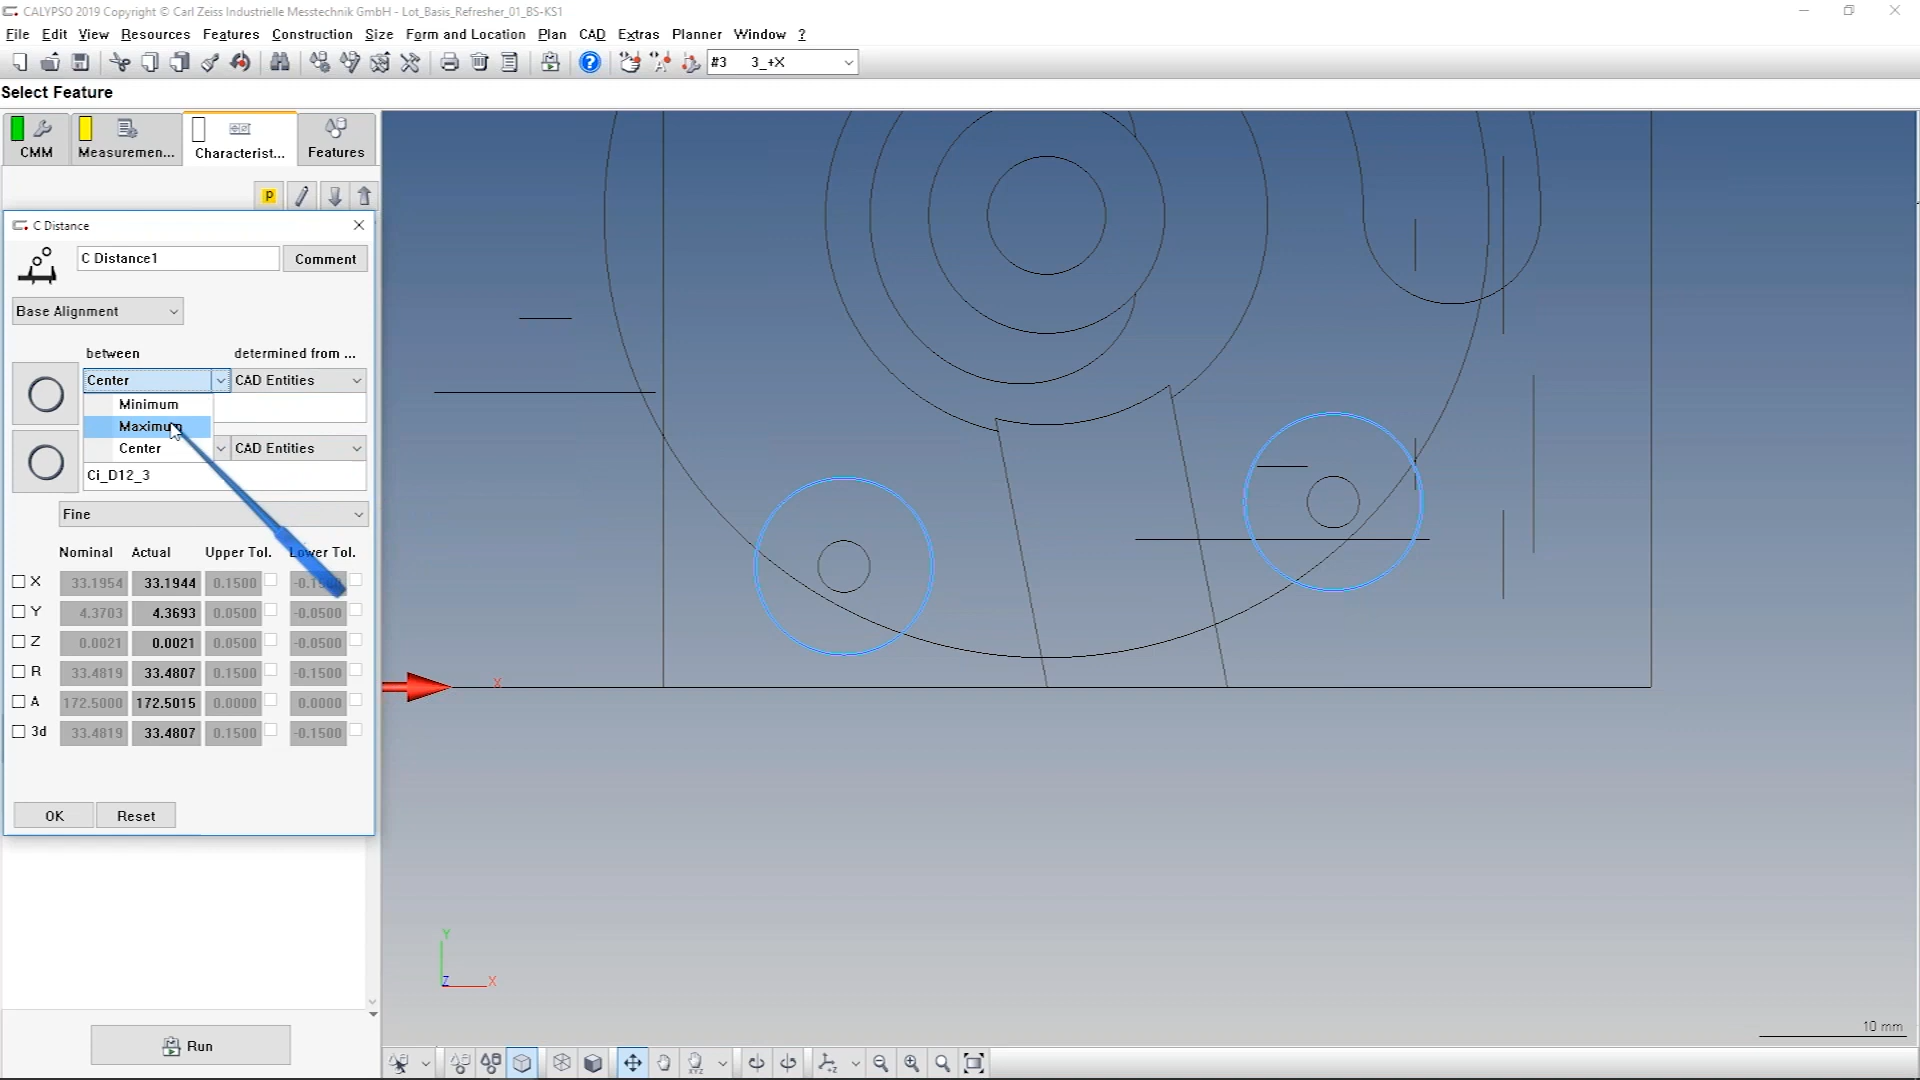 CALYPSO 2019 Copyright © Carl Zeiss Industrielle Messtechnik GmbH - Lot_Basis_Refresher_01_BS-KS1
File Edit View Resources Features Construction Size Form and Location Plan CAD Extras Planner Window ?
#3 3_+X
Select Feature
CMM Measuremen... Characterist... Features
P
C Distance
C Distance1 Comment
Base Alignment
between determined from ...
Center CAD Entities
Minimum
Maximum
Center CAD Entities
Ci_D12_3
Fine
Nominal Actual Upper Tol. Lower Tol.
X 33.1954 33.1944 0.1500
Y 4.3703 4.3693 0.0500 -0.0500
Z 0.0021 0.0021 0.0500 -0.0500
R 33.4819 33.4807 0.1500 -0.1500
A 172.5000 172.5015 0.0000 0.0000
3d 33.4819 33.4807 0.1500 -0.1500
OK Reset
Run
X
Y
Z X
10 mm